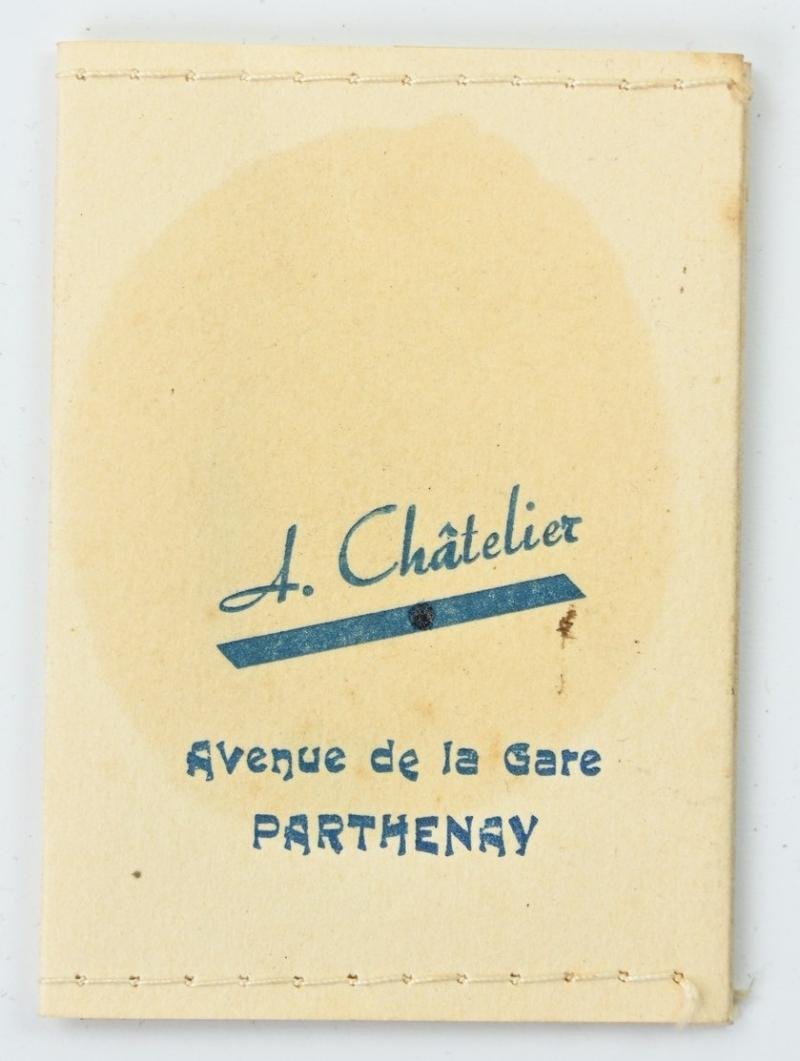 A. Châtelier
Avenue de la Gare
PARTHENAY